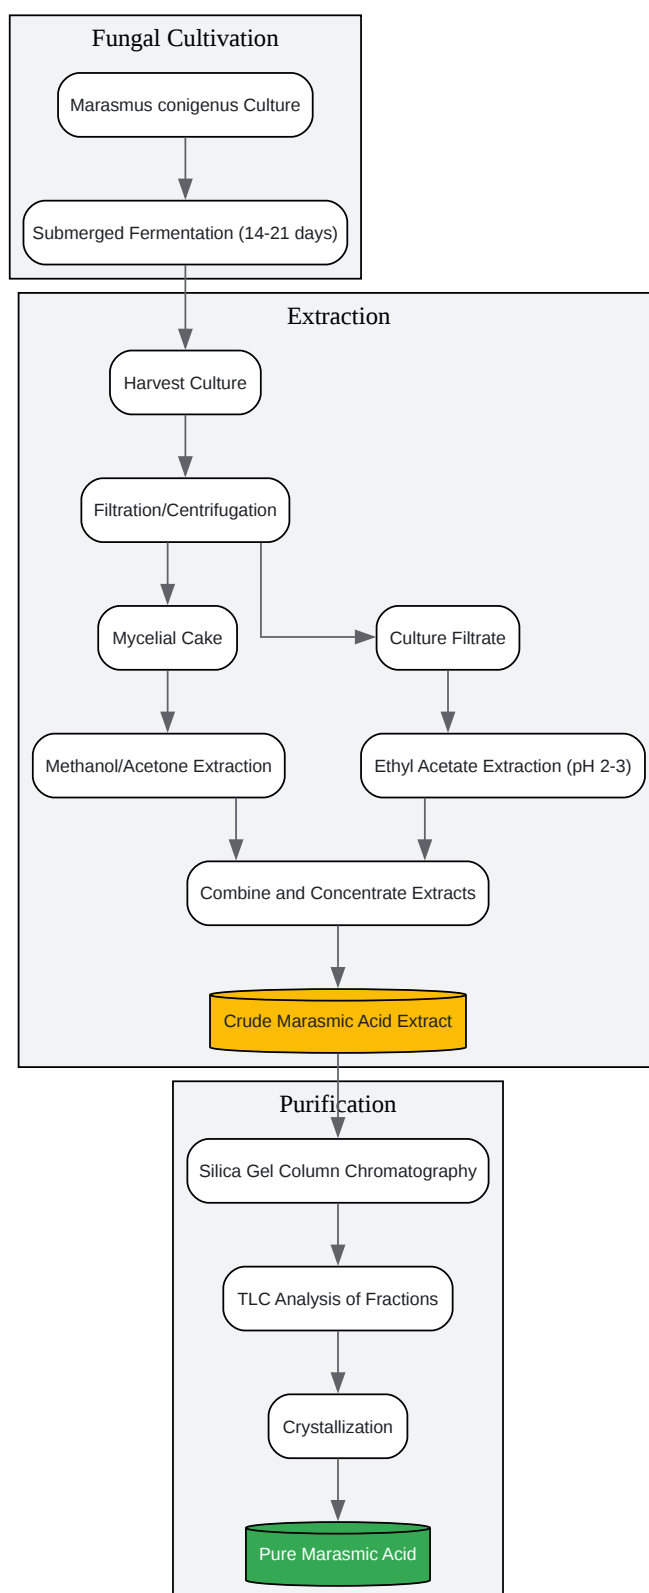 Fungal Cultivation
Marasmus conigenus Culture
Submerged Fermentation (14-21 days)
Extraction
Harvest Culture
Filtration/Centrifugation
Mycelial Cake
Culture Filtrate
Methanol/Acetone Extraction
Ethyl Acetate Extraction (pH 2-3)
Combine and Concentrate Extracts
Crude Marasmic Acid Extract
Purification
Silica Gel Column Chromatography
TLC Analysis of Fractions
Crystallization
Pure Marasmic Acid